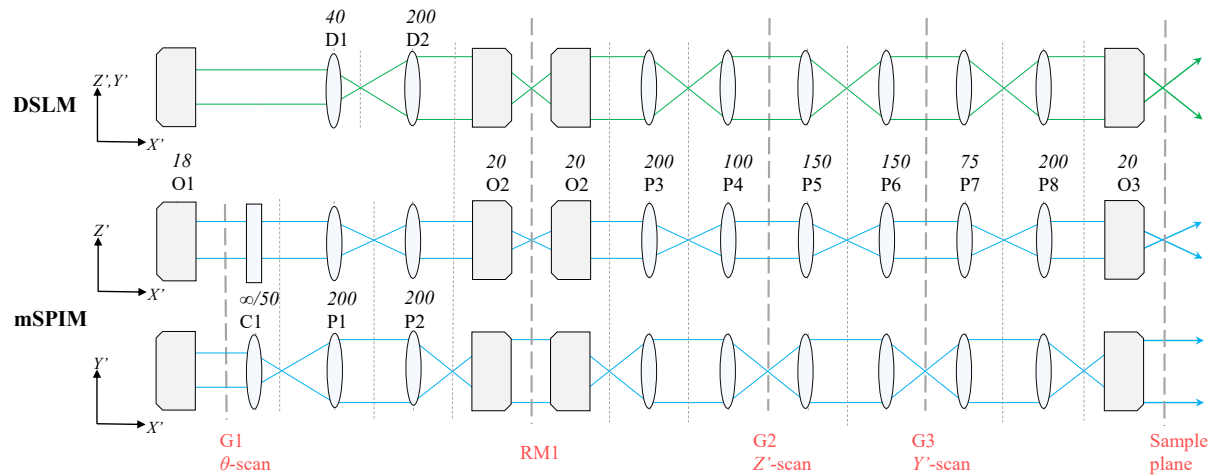 40
D1
200
D2
Z',Y'
DSLM
X'
18
O1
20
O2
20
O2
200
P3
100
P4
150
P5
150
P6
75
P7
200
P8
20
O3
Z'
X'
mSPIM
∞/50
C1
200
P1
200
P2
Y'
X'
G1
θ-scan
RM1
G2
Z'-scan
G3
Y'-scan
Sample
plane